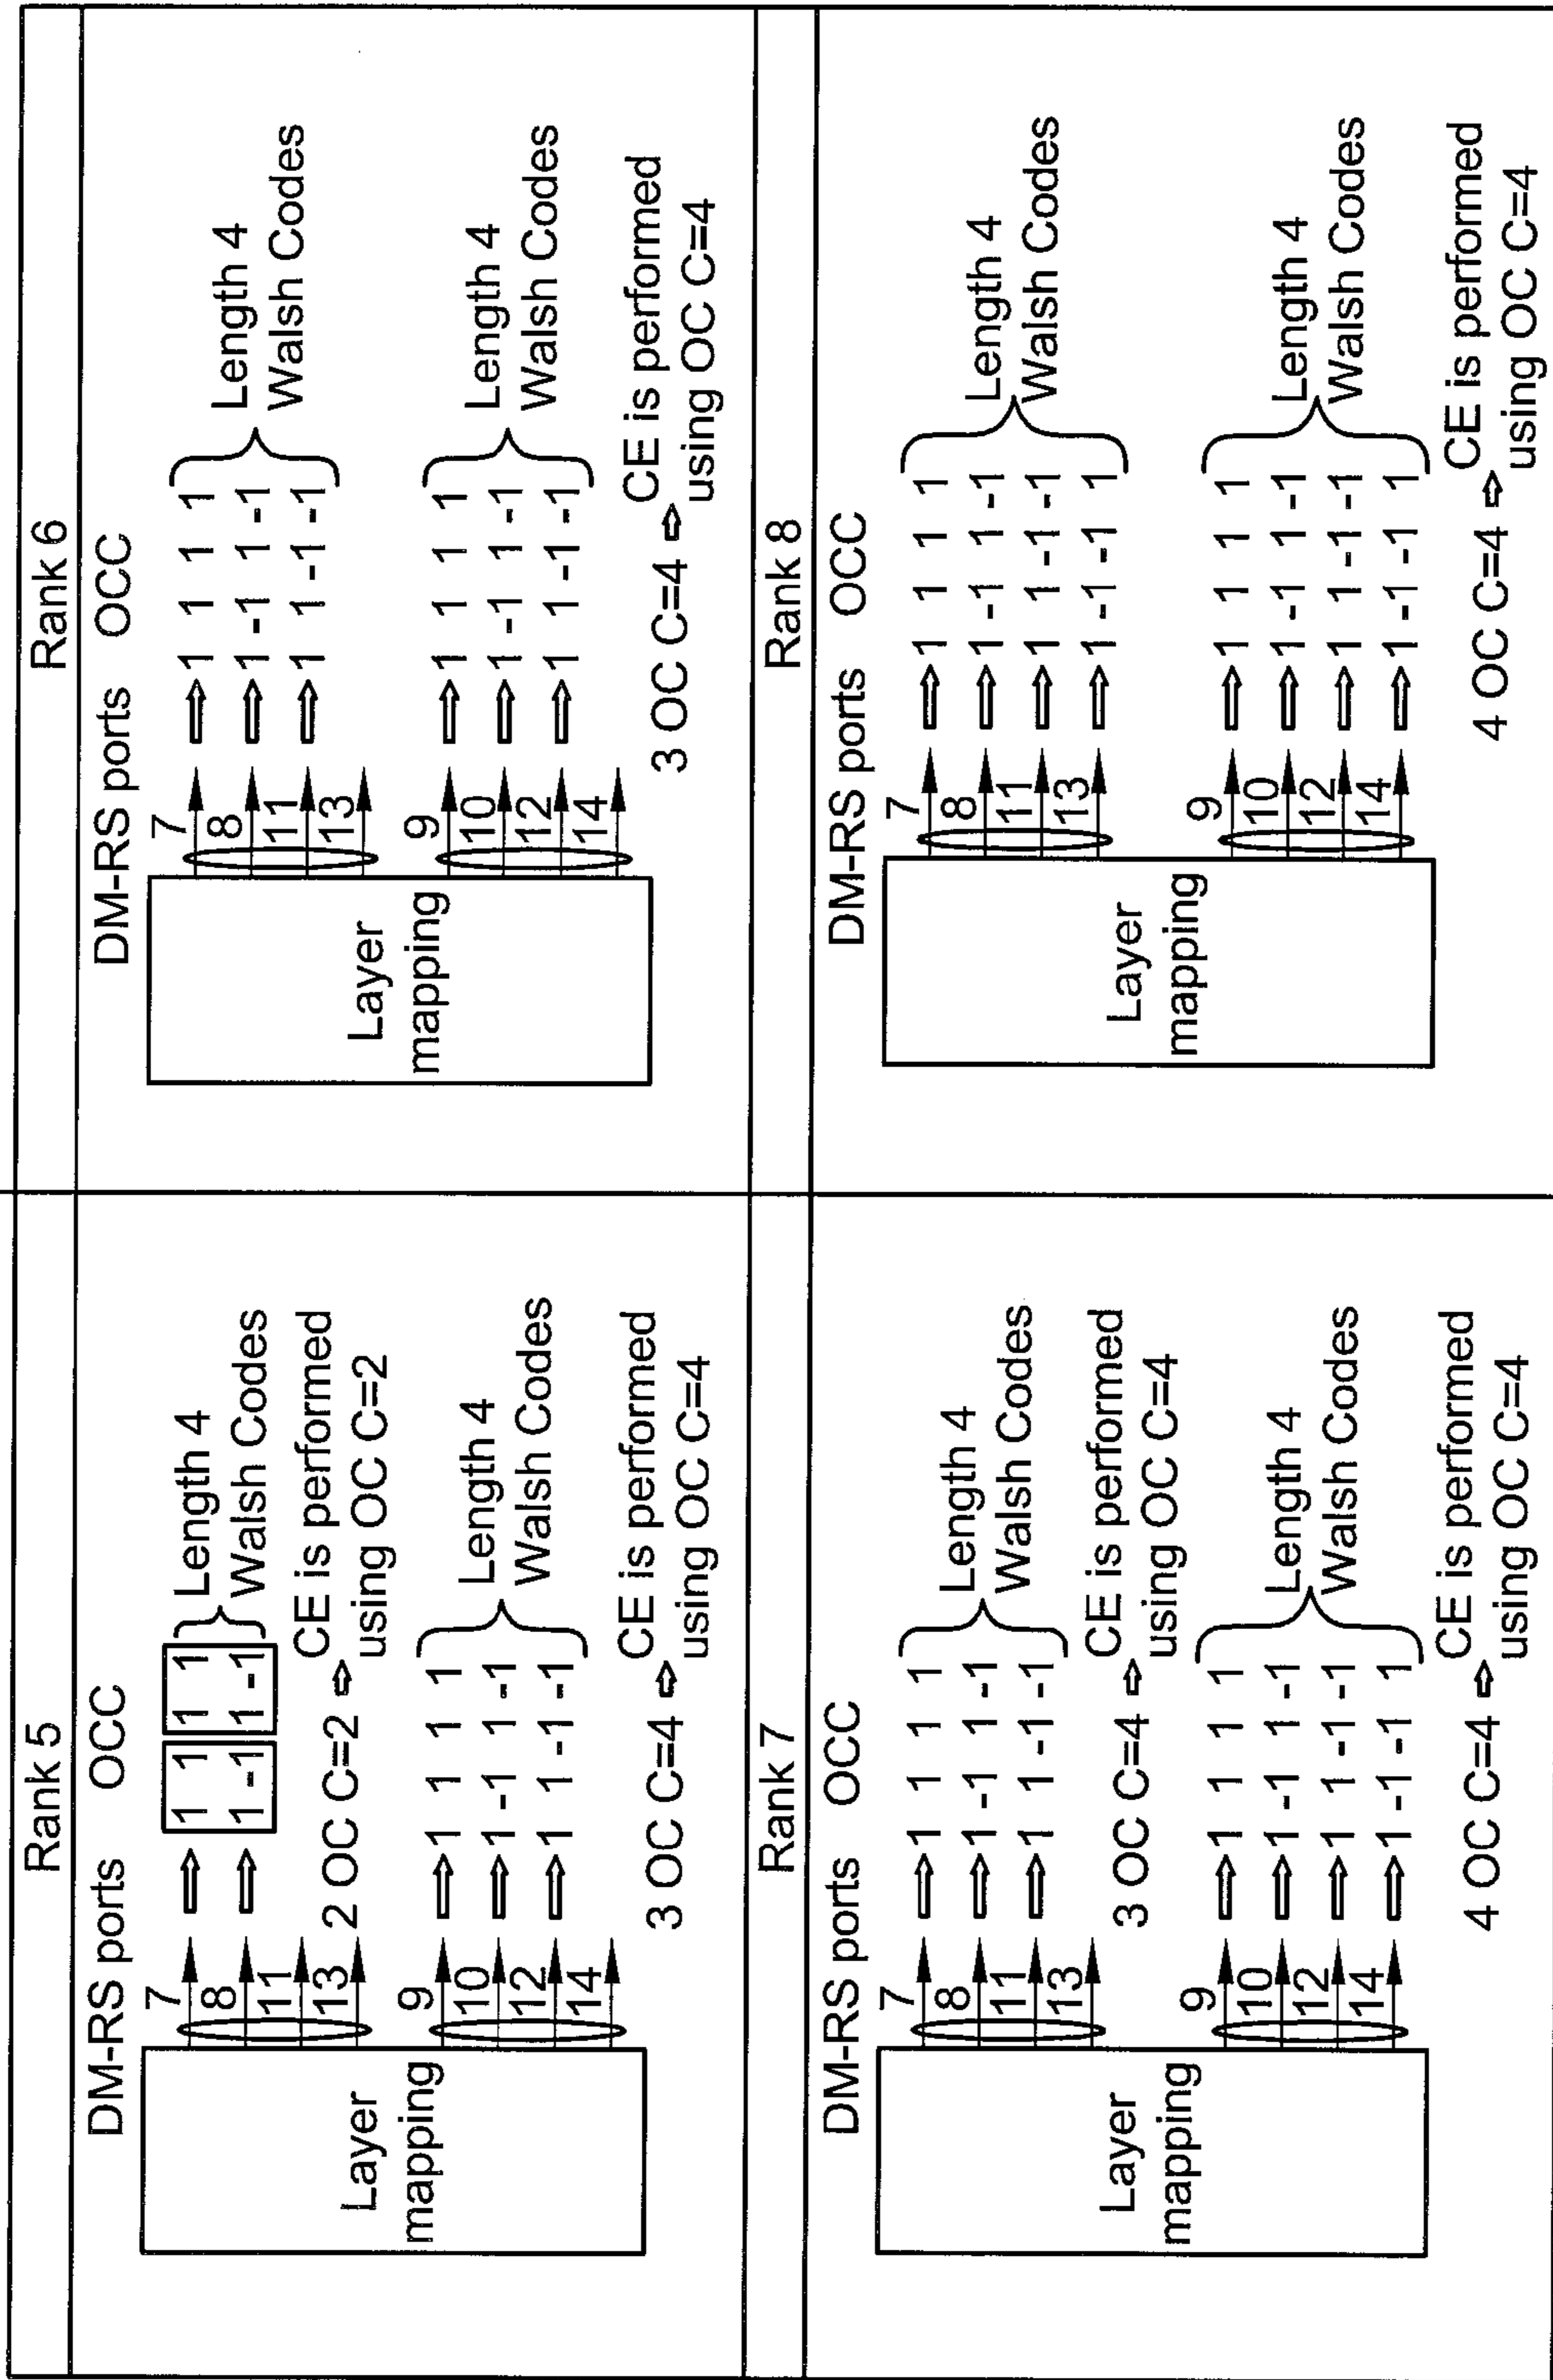 Rank 5
DM-RS ports OCC
Layer
mapping
7
8
11
13
1 1 1 1
1 -1 1 -1
Length 4
Walsh Codes
2 OC C=2 ⇨ CE is performed
using OC C=2
9
10
12
14
1 1 1 1
1 -1 1 -1
1 1 -1 -1
Length 4
Walsh Codes
3 OC C=4 ⇨ CE is performed
using OC C=4
Rank 6
DM-RS ports OCC
Layer
mapping
7
8
11
13
1 1 1 1
1 -1 1 -1
1 1 -1 -1
Length 4
Walsh Codes
9
10
12
14
1 1 1 1
1 -1 1 -1
1 1 -1 -1
Length 4
Walsh Codes
3 OC C=4 ⇨ CE is performed
using OC C=4
Rank 7
DM-RS ports OCC
Layer
mapping
7
8
11
13
1 1 1 1
1 -1 1 -1
1 1 -1 -1
Length 4
Walsh Codes
3 OC C=4 ⇨ CE is performed
using OC C=4
9
10
12
14
1 1 1 1
1 -1 1 -1
1 1 -1 -1
1 -1 -1 1
Length 4
Walsh Codes
4 OC C=4 ⇨ CE is performed
using OC C=4
Rank 8
DM-RS ports OCC
Layer
mapping
7
8
11
13
1 1 1 1
1 -1 1 -1
1 1 -1 -1
1 -1 -1 1
Length 4
Walsh Codes
9
10
12
14
1 1 1 1
1 -1 1 -1
1 1 -1 -1
1 -1 -1 1
Length 4
Walsh Codes
4 OC C=4 ⇨ CE is performed
using OC C=4